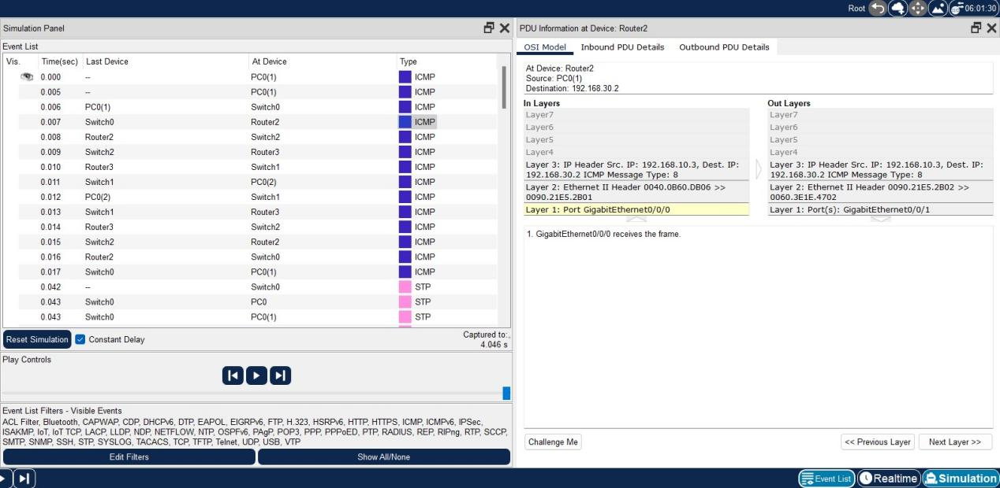 Root 06:01:30
Simulation Panel
Event List
Vis. Time(sec) Last Device At Device Type
0.000 -- PC0(1) ICMP
0.005 -- PC0(1) ICMP
0.006 PC0(1) Switch0 ICMP
0.007 Switch0 Router2 ICMP
0.008 Router2 Switch2 ICMP
0.009 Switch2 Router3 ICMP
0.010 Router3 Switch1 ICMP
0.011 Switch1 PC0(2) ICMP
0.012 PC0(2) Switch1 ICMP
0.013 Switch1 Router3 ICMP
0.014 Router3 Switch2 ICMP
0.015 Switch2 Router2 ICMP
0.016 Router2 Switch0 ICMP
0.017 Switch0 PC0(1) ICMP
0.042 -- Switch0 STP
0.043 Switch0 PC0 STP
0.043 Switch0 PC0(1) STP
Reset Simulation Constant Delay Captured to:
4.046 s
Play Controls
Event List Filters - Visible Events
ACL Filter, Bluetooth, CAPWAP, CDP, DHCPv6, DTP, EAPOL, EIGRPv6, FTP, H.323, HSRPv6, HTTP, HTTPS, ICMP, ICMPv6, IPSec,
ISAKMP, IoT, IoT TCP, LACP, LLDP, NDP, NETFLOW, NTP, OSPFv6, PAgP, POP3, PPP, PPPoED, PTP, RADIUS, REP, RIPng, RTP, SCCP,
SMTP, SNMP, SSH, STP, SYSLOG, TACACS, TCP, TFTP, Telnet, UDP, USB, VTP
Edit Filters Show All/None
PDU Information at Device: Router2
OSI Model Inbound PDU Details Outbound PDU Details
At Device: Router2
Source: PC0(1)
Destination: 192.168.30.2
In Layers
Layer7
Layer6
Layer5
Layer4
Layer 3: IP Header Src. IP: 192.168.10.3, Dest. IP:
192.168.30.2 ICMP Message Type: 8
Layer 2: Ethernet II Header 0040.0B60.DB06 >>
0090.21E5.2B01
Layer 1: Port GigabitEthernet0/0/0
Out Layers
Layer7
Layer6
Layer5
Layer4
Layer 3: IP Header Src. IP: 192.168.10.3, Dest. IP:
192.168.30.2 ICMP Message Type: 8
Layer 2: Ethernet II Header 0090.21E5.2B02 >>
0060.3E1E.4702
Layer 1: Port(s): GigabitEthernet0/0/1
1. GigabitEthernet0/0/0 receives the frame.
Challenge Me << Previous Layer Next Layer >>
Event List Realtime Simulation